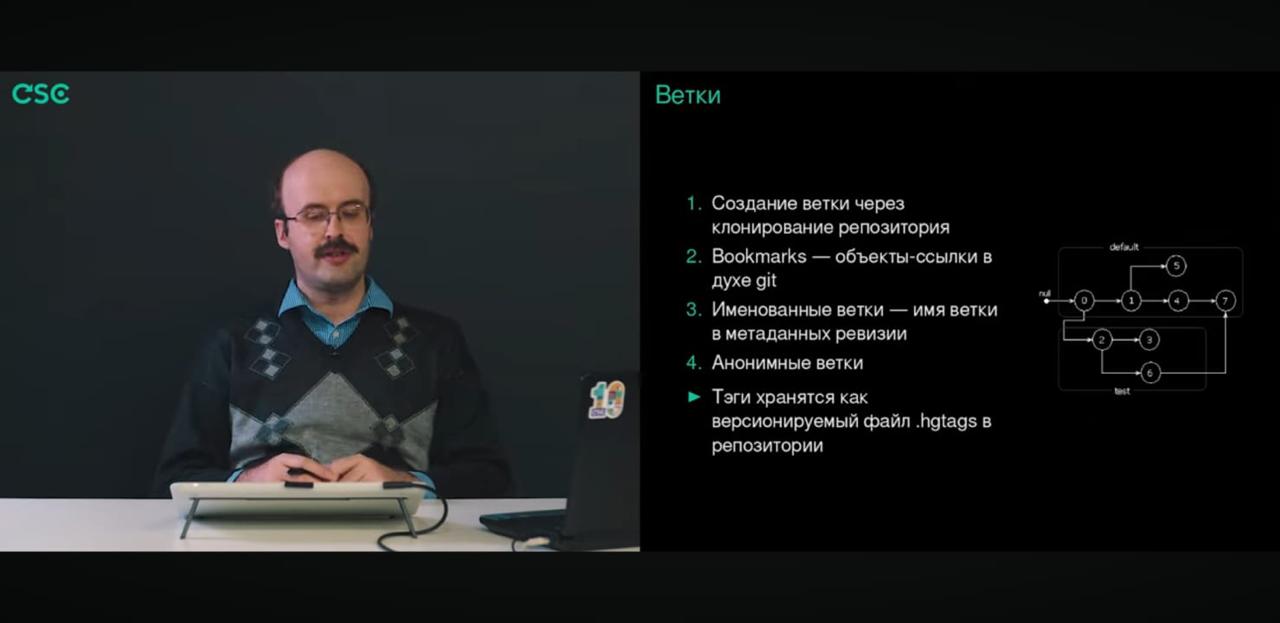 CSC
Ветки
1. Создание ветки через
клонирование репозитория
2. Bookmarks — объекты-ссылки в
духе git
3. Именованные ветки — имя ветки
в метаданных ревизии
4. Анонимные ветки
► Тэги хранятся как
версионируемый файл .hgtags в
репозитории
default
5
null
0
1
4
7
2
3
6
test
19